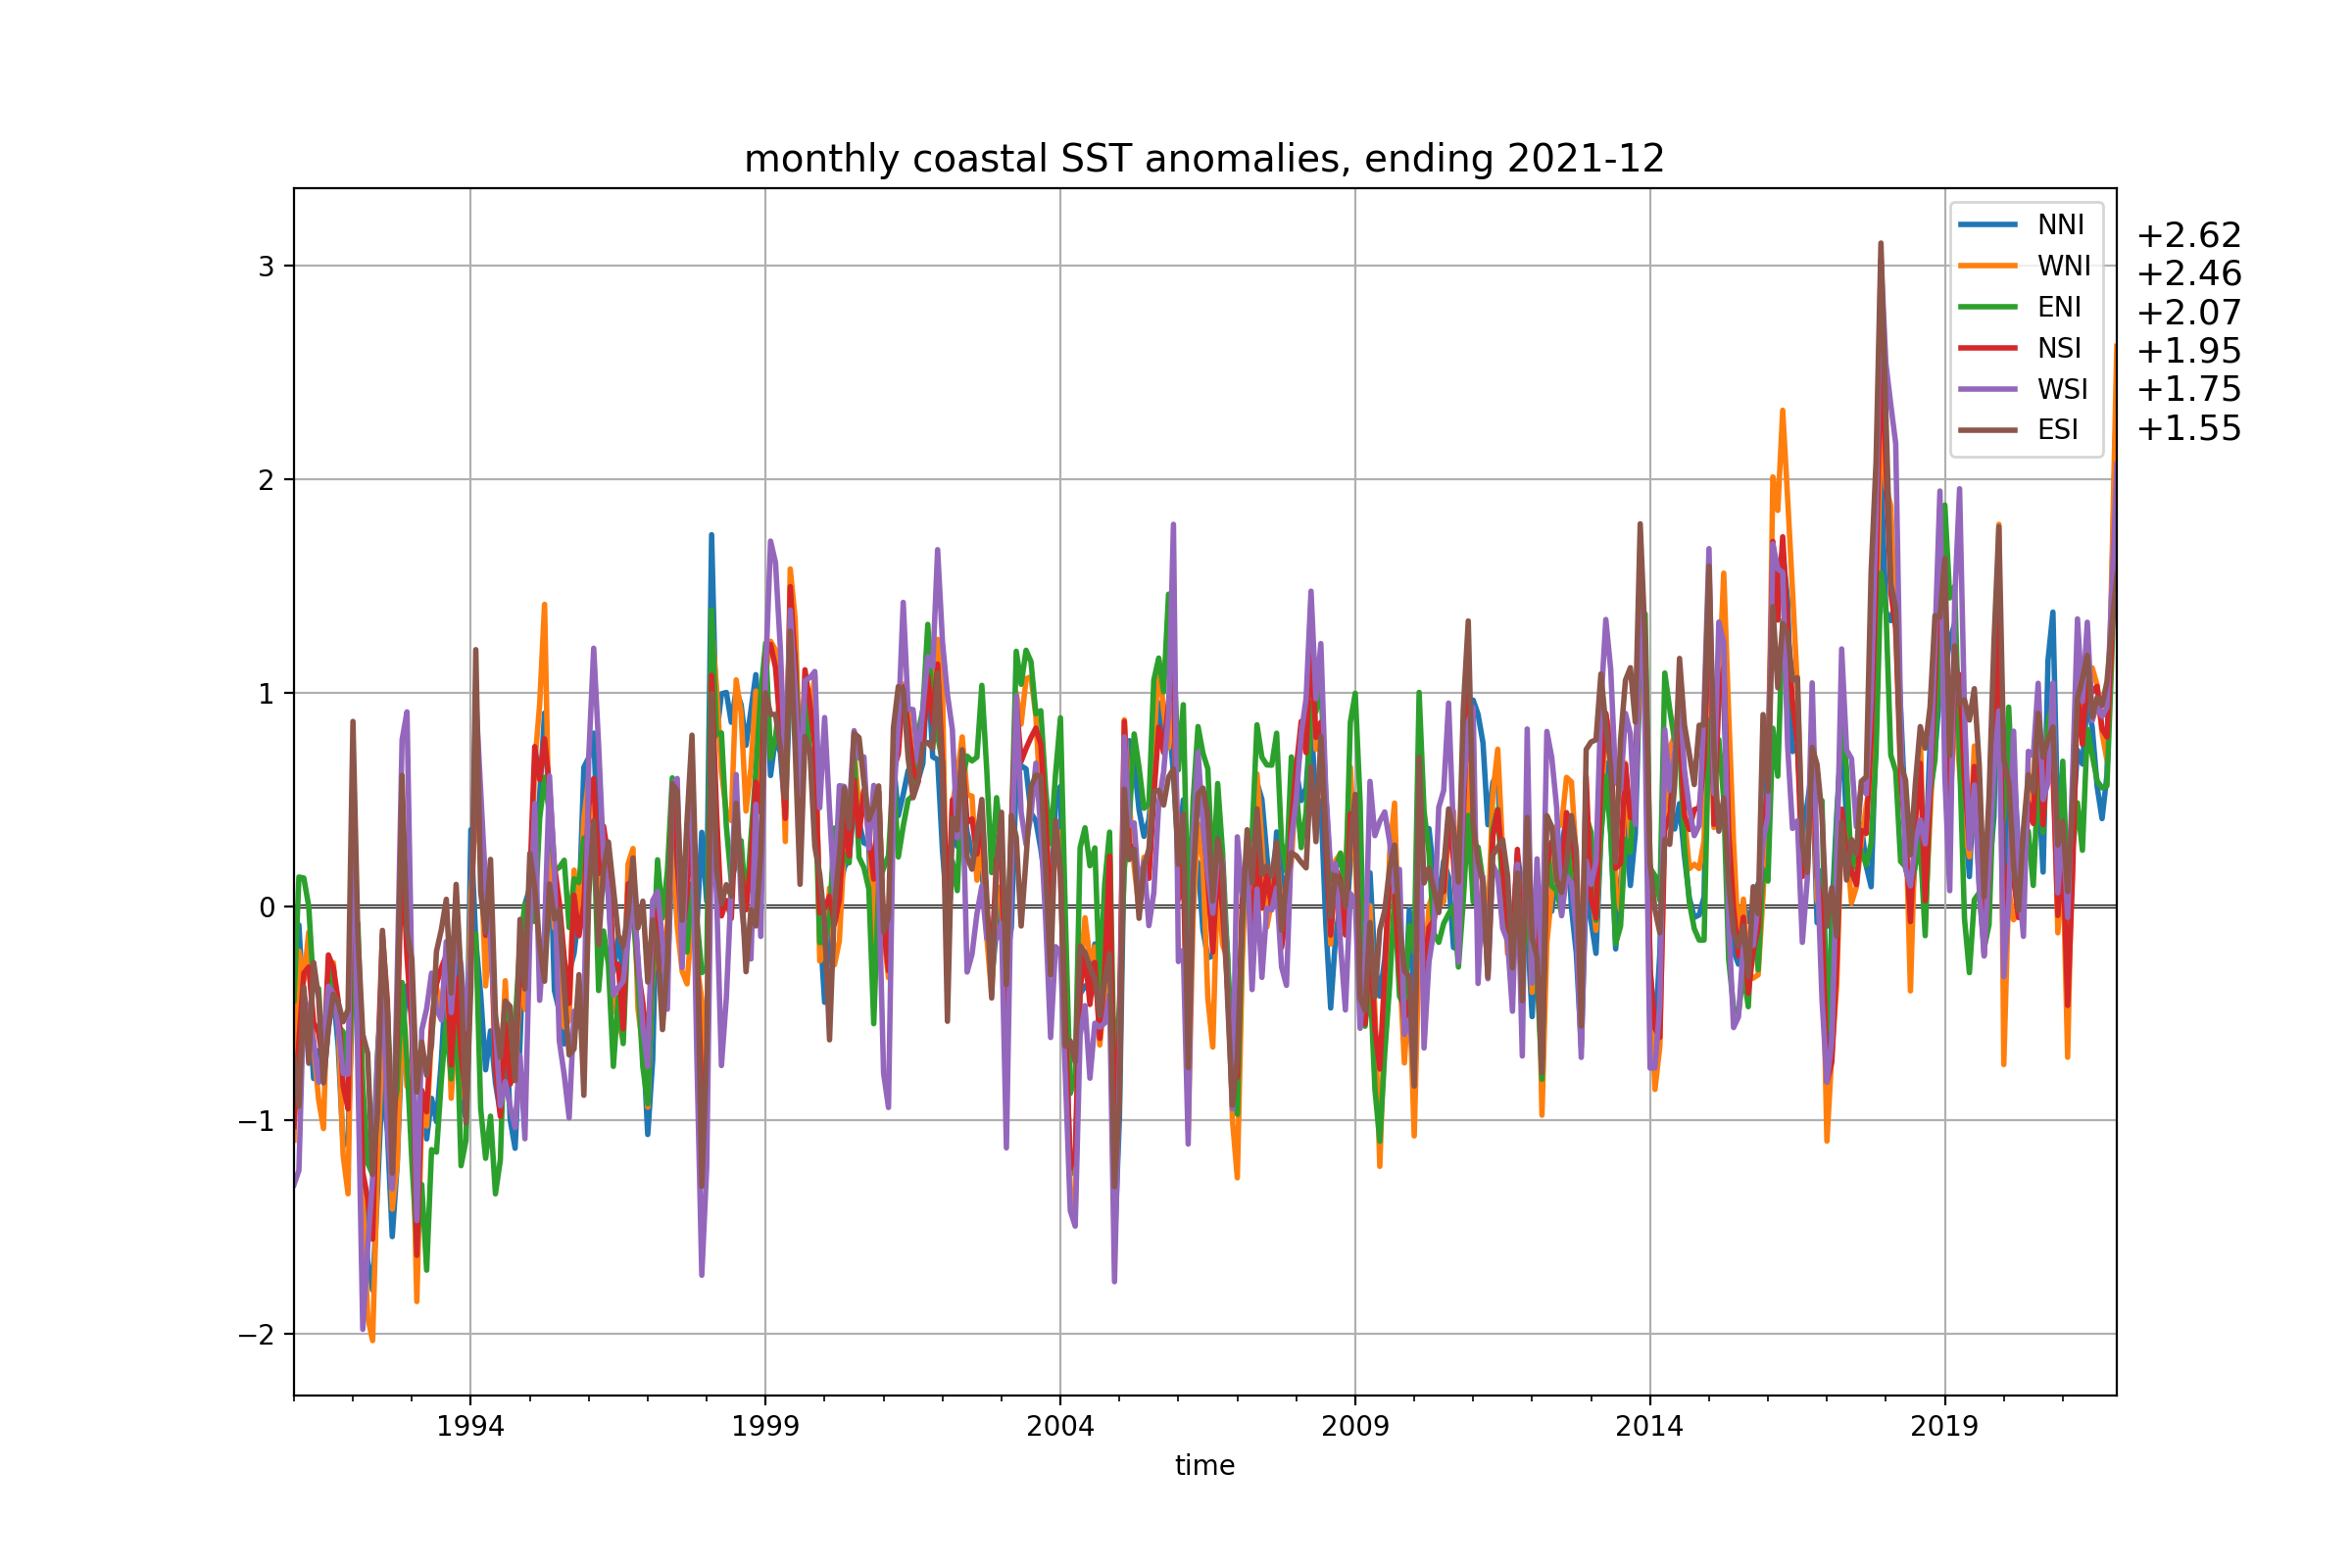 monthly coastal SST anomalies, ending 2021-12
3
2
1
0
−1
−2
NNI
WNI
ENI
NSI
WSI
ESI
+2.62
+2.46
+2.07
+1.95
+1.75
+1.55
1994 1999 2004 2009 2014 2019
time